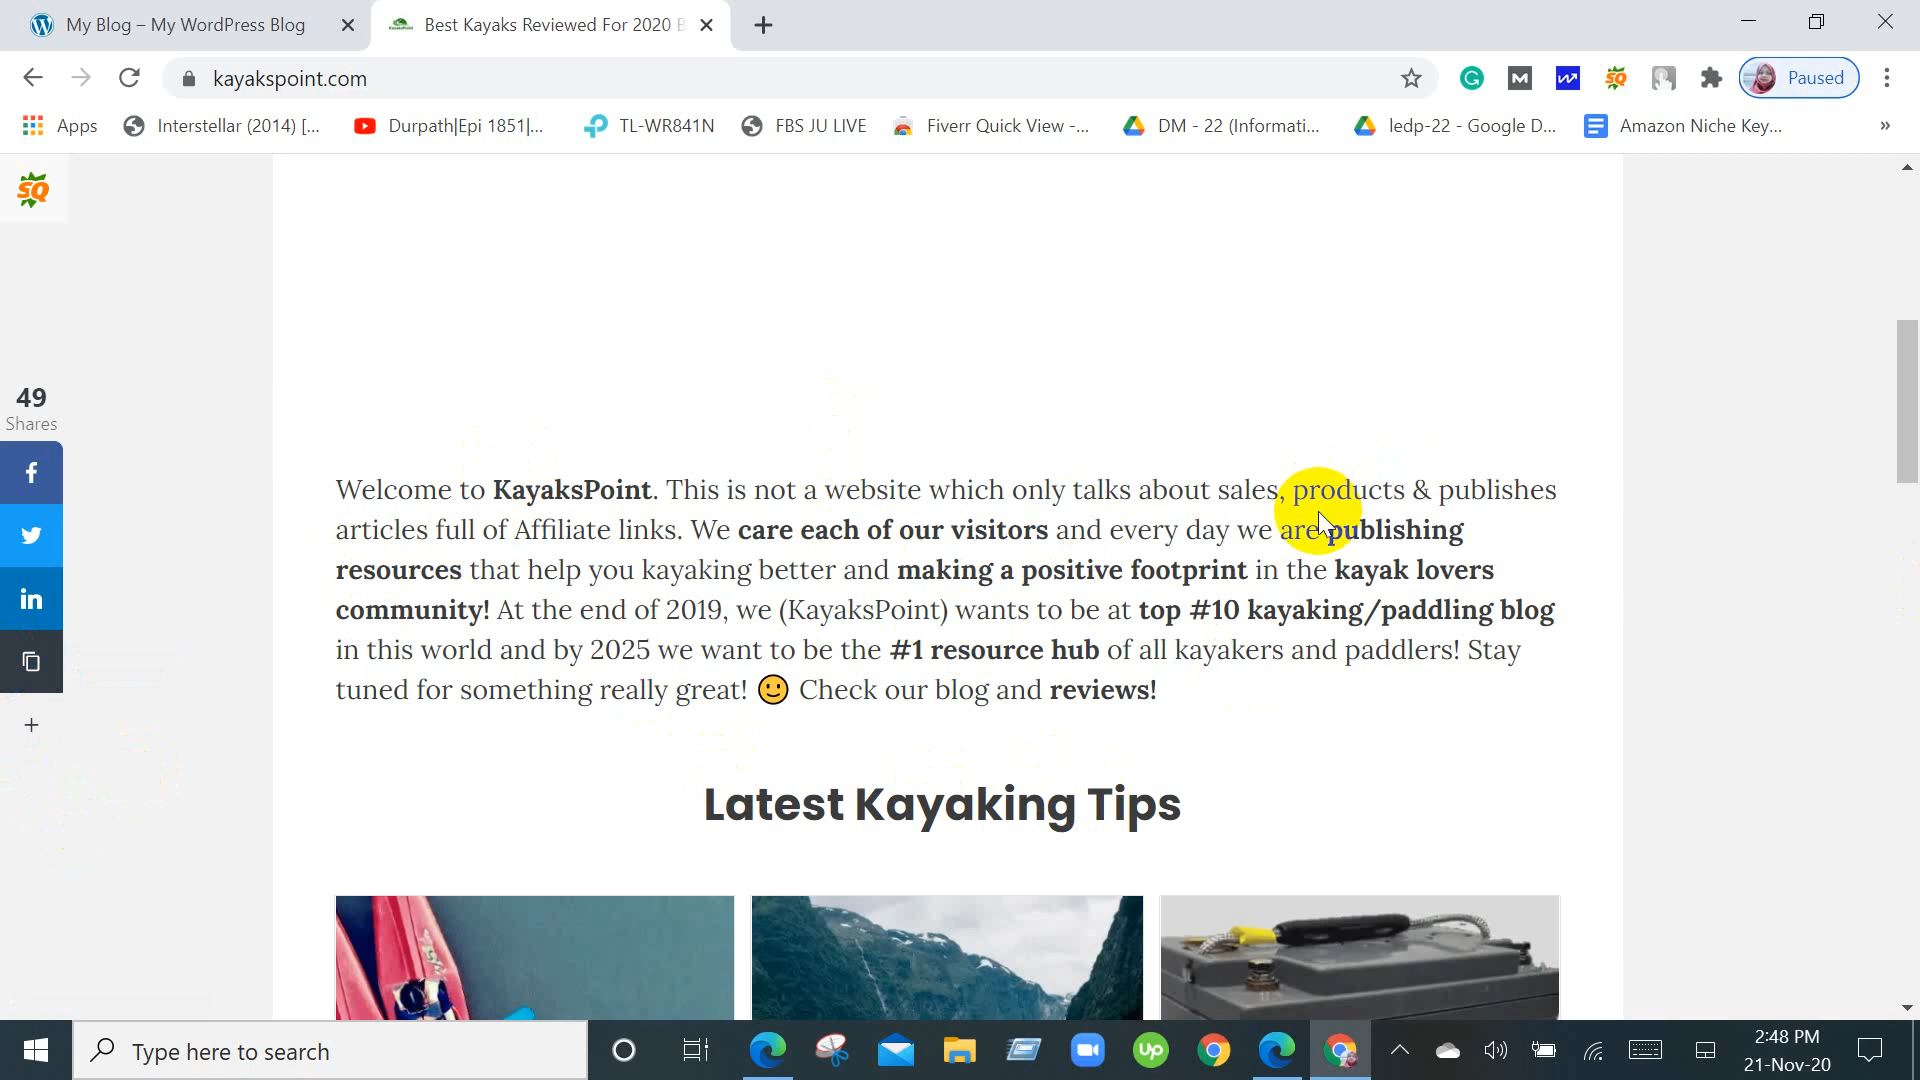 My Blog – My WordPress Blog
Best Kayaks Reviewed For 2020 B
kayakspoint.com
Paused
Apps
Interstellar (2014) [...
Durpath|Epi 1851|...
TL-WR841N
FBS JU LIVE
Fiverr Quick View -...
DM - 22 (Informati...
ledp-22 - Google D...
Amazon Niche Key...
»
SQ
49
Shares
Welcome to KayaksPoint. This is not a website which only talks about sales, products & publishes
articles full of Affiliate links. We care each of our visitors and every day we are publishing
resources that help you kayaking better and making a positive footprint in the kayak lovers
community! At the end of 2019, we (KayaksPoint) wants to be at top #10 kayaking/paddling blog
in this world and by 2025 we want to be the #1 resource hub of all kayakers and paddlers! Stay
tuned for something really great! 🙂 Check our blog and reviews!
Latest Kayaking Tips
Type here to search
Up
2:48 PM
21-Nov-20